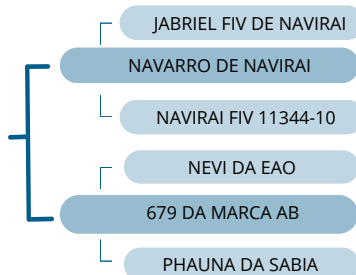 JABRIEL FIV DE NAVIRAI
NAVARRO DE NAVIRAI
NAVIRAI FIV 11344-10
NEVI DA EAO
679 DA MARCA AB
PHAUNA DA SABIA